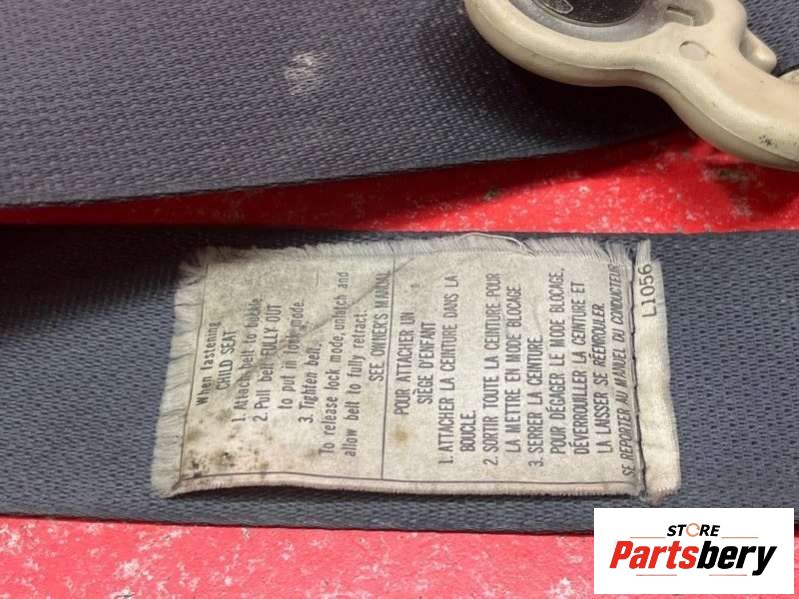 When fastening
CHILD SEAT
1. Attach belt to buckle
2. Pull belt FULLY OUT
to put in lock mode.
3. Tighten belt.
To release lock mode, unlatch and
allow belt to fully retract.
SEE OWNER'S MANUAL
POUR ATTACHER UN
SIÈGE D'ENFANT
1. ATTACHER LA CEINTURE DANS LA
BOUCLE.
2. SORTIR TOUTE LA CEINTURE POUR
LA METTRE EN MODE BLOCAGE
3. SERRER LA CEINTURE.
POUR DÉGAGER LE MODE BLOCAGE,
DÉVERROUILLER LA CEINTURE ET
LA LAISSER SE RÉENROULER.
SE REPORTER AU MANUEL DU CONDUCTEUR
L1056
STORE
Partsbery